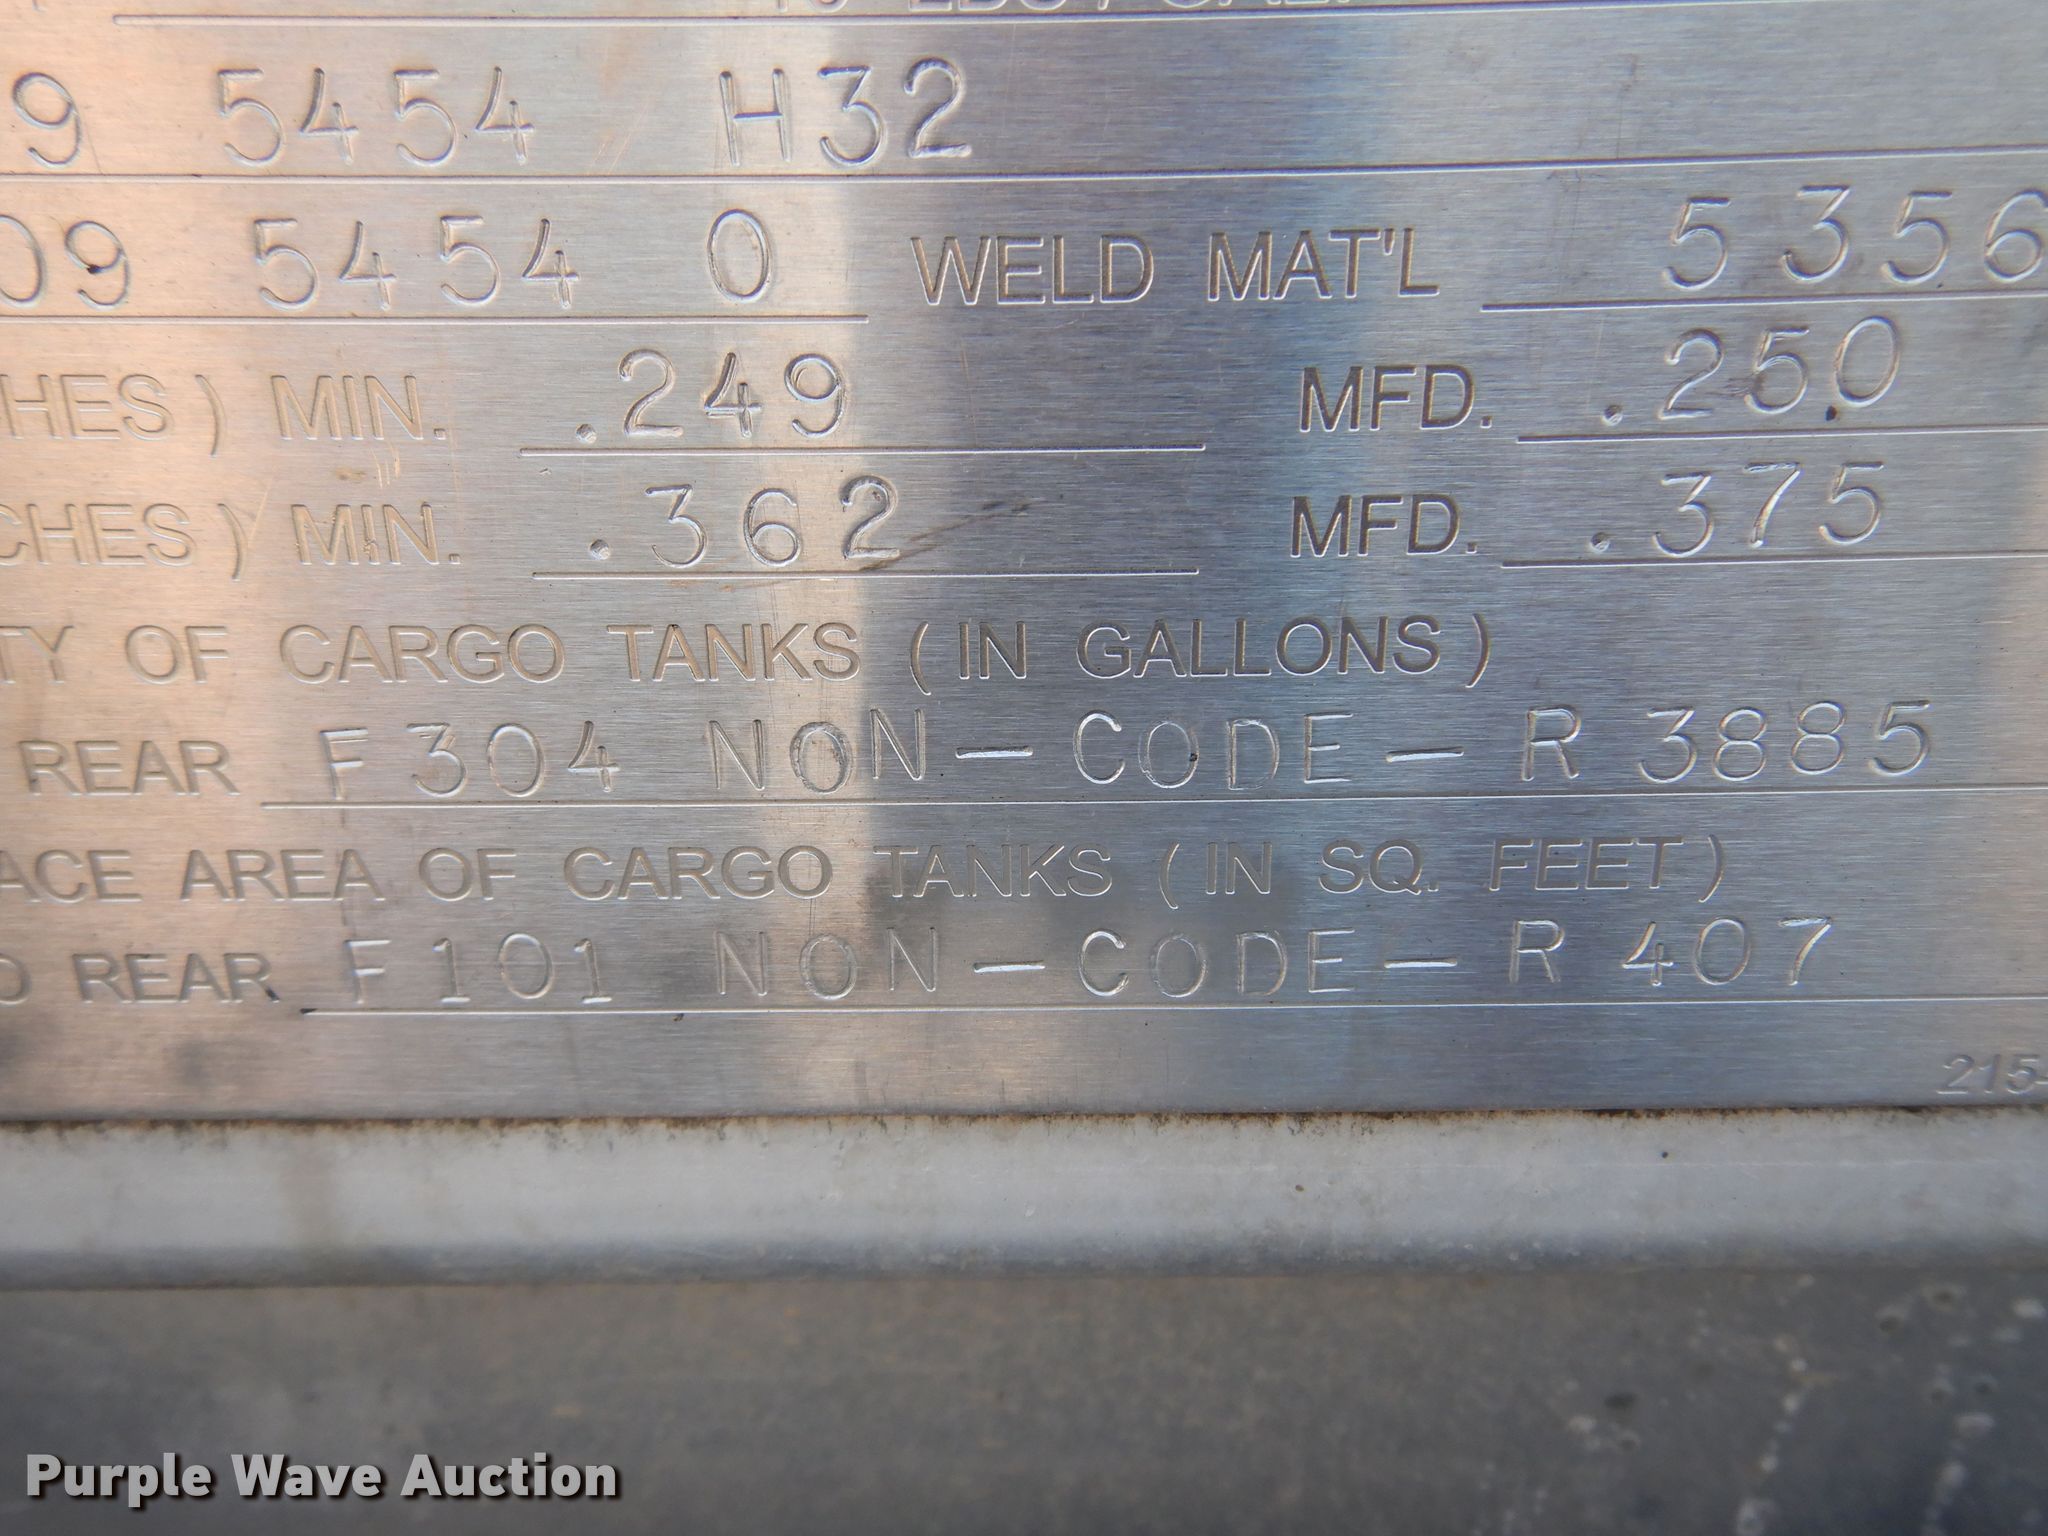 9 5454 H32
09 5454 O WELD MAT'L 5356
HES) MIN. .249 MFD. .250
CHES) MIN. .362 MFD. .375
TY OF CARGO TANKS (IN GALLONS)
REAR F304 NON-CODE- R 3885
ACE AREA OF CARGO TANKS (IN SQ. FEET)
O REAR F101 NON-CODE- R 407
215-
Purple Wave Auction